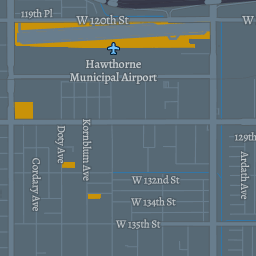 119th Pl
W 120th St
W
Hawthorne
Municipal Airport
129th
Dory Ave
Kornblum Ave
Cordary Ave
Ardath Ave
W 132nd St
W 134th St
W 135th St